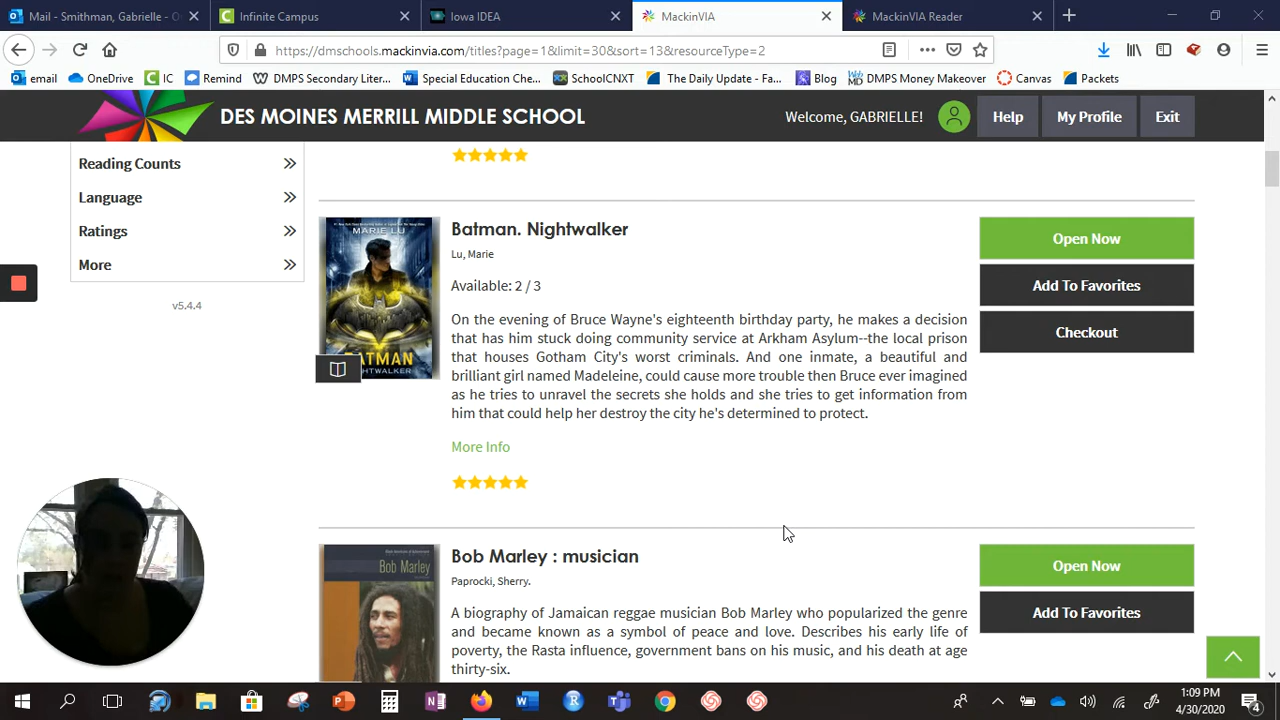 Mail - Smithman, Gabrielle - O
Infinite Campus
Iowa IDEA
MackinVIA
MackinVIA Reader
https://dmschools.mackinvia.com/titles?page=1&limit=30&sort=13&resourceType=2
email
OneDrive
IC
Remind
DMPS Secondary Liter...
Special Education Che...
SchoolCNXT
The Daily Update - Fa...
Blog
DMPS Money Makeover
Canvas
Packets
DES MOINES MERRILL MIDDLE SCHOOL
Welcome, GABRIELLE!
Help
My Profile
Exit
Reading Counts
Language
Ratings
More
v5.4.4
MARIE LU
BATMAN
NIGHTWALKER
Batman. Nightwalker
Lu, Marie
Available: 2 / 3
On the evening of Bruce Wayne's eighteenth birthday party, he makes a decision
that has him stuck doing community service at Arkham Asylum--the local prison
that houses Gotham City's worst criminals. And one inmate, a beautiful and
brilliant girl named Madeleine, could cause more trouble then Bruce ever imagined
as he tries to unravel the secrets she holds and she tries to get information from
him that could help her destroy the city he's determined to protect.
More Info
Open Now
Add To Favorites
Checkout
Bob Marley
Bob Marley : musician
Paprocki, Sherry.
A biography of Jamaican reggae musician Bob Marley who popularized the genre
and became known as a symbol of peace and love. Describes his early life of
poverty, the Rasta influence, government bans on his music, and his death at age
thirty-six.
Open Now
Add To Favorites
1:09 PM
4/30/2020
4